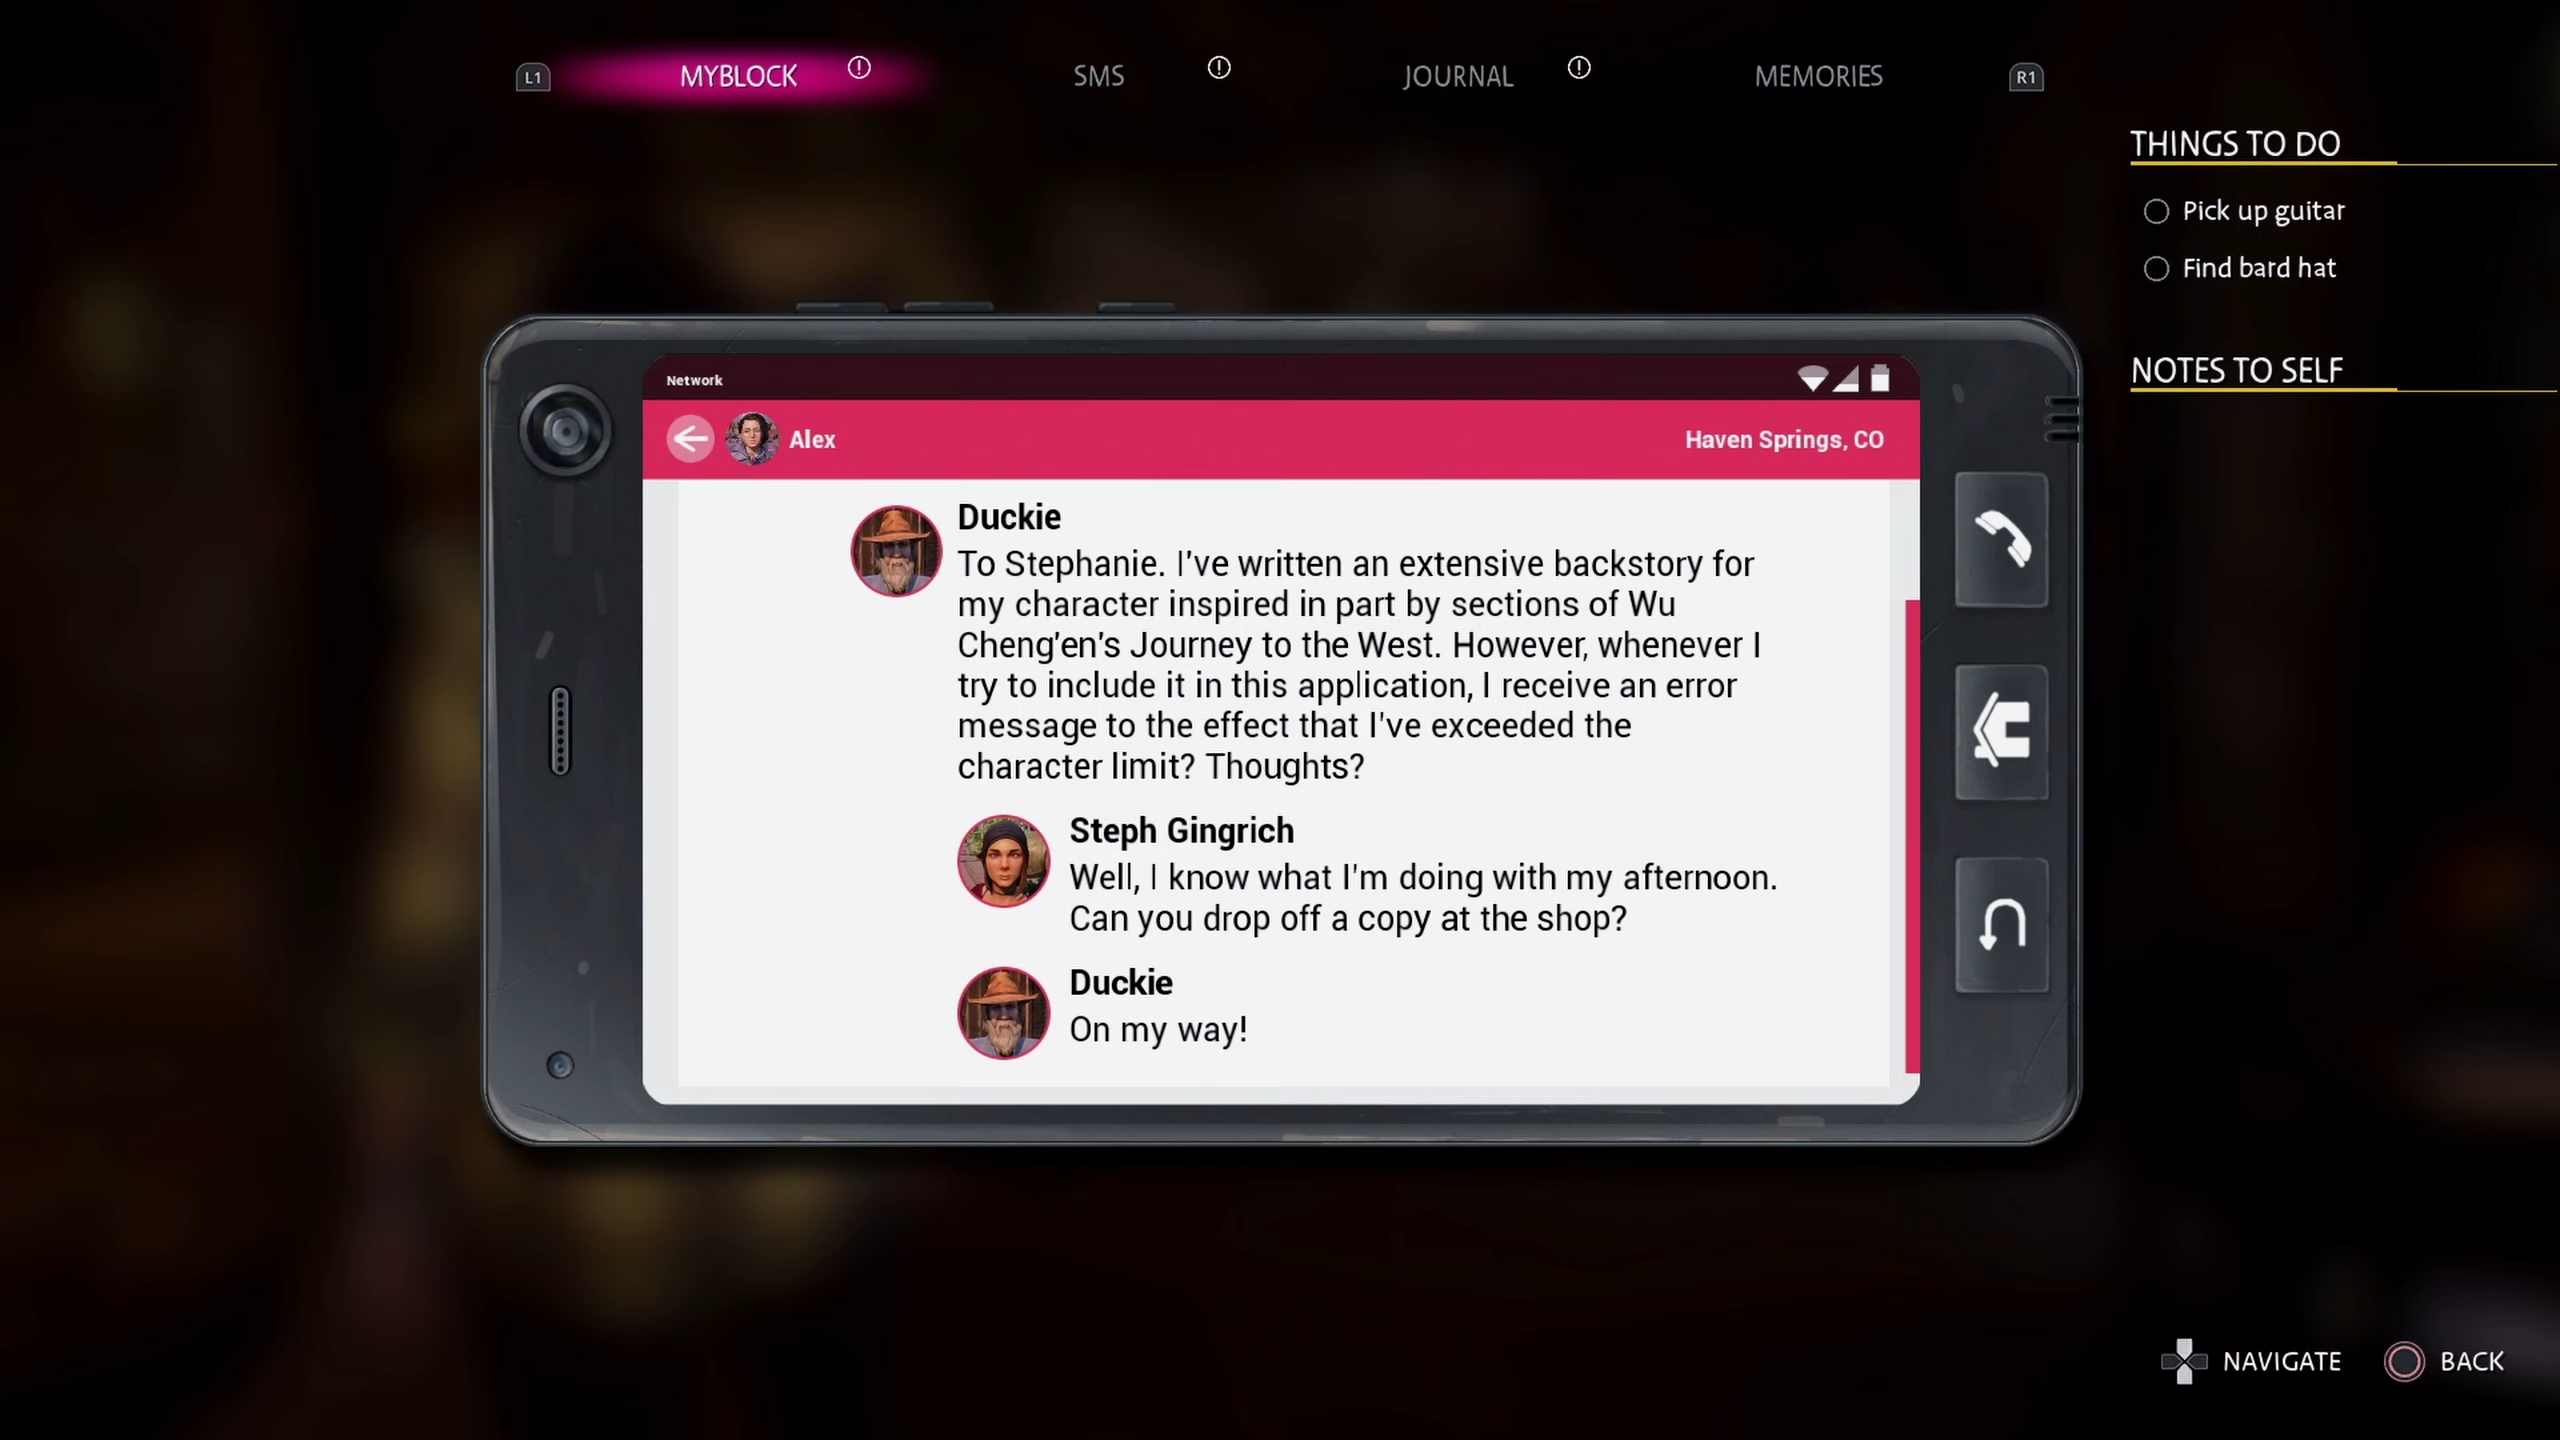 L1
MYBLOCK
SMS
JOURNAL
MEMORIES
R1
THINGS TO DO
Pick up guitar
Find bard hat
NOTES TO SELF
Network
Alex
Haven Springs, CO
Duckie
To Stephanie. I've written an extensive backstory for
my character inspired in part by sections of Wu
Cheng'en's Journey to the West. However, whenever I
try to include it in this application, I receive an error
message to the effect that I've exceeded the
character limit? Thoughts?
Steph Gingrich
Well, I know what I'm doing with my afternoon.
Can you drop off a copy at the shop?
Duckie
On my way!
NAVIGATE
BACK